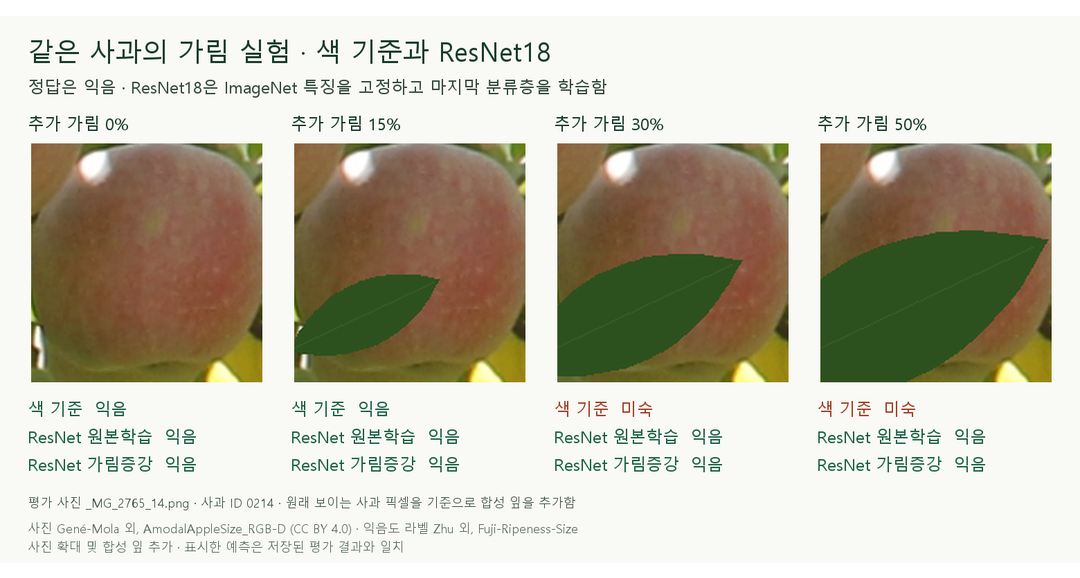 같은 사과의 가림 실험 · 색 기준과 ResNet18
정답은 익음 · ResNet18은 ImageNet 특징을 고정하고 마지막 분류층을 학습함
추가 가림 0%
추가 가림 15%
추가 가림 30%
추가 가림 50%
색 기준 익음
ResNet 원본학습 익음
ResNet 가림증강 익음
색 기준 익음
ResNet 원본학습 익음
ResNet 가림증강 익음
색 기준 미숙
ResNet 원본학습 익음
ResNet 가림증강 익음
색 기준 미숙
ResNet 원본학습 익음
ResNet 가림증강 익음
평가 사진 _MG_2765_14.png · 사과 ID 0214 · 원래 보이는 사과 픽셀을 기준으로 합성 잎을 추가함
사진 Gené-Mola 외, AmodalAppleSize_RGB-D (CC BY 4.0) · 익음도 라벨 Zhu 외, Fuji-Ripeness-Size
사진 확대 및 합성 잎 추가 · 표시한 예측은 저장된 평가 결과와 일치